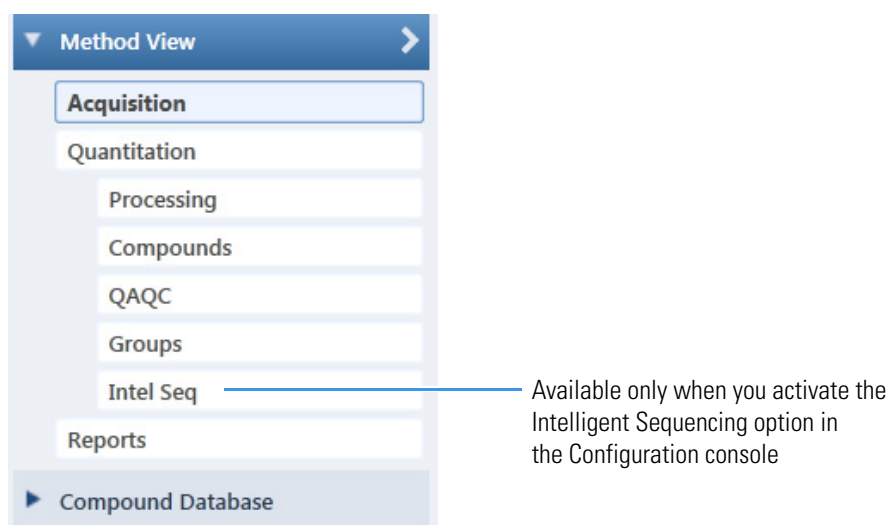 Method View
Acquisition
Quantitation
Processing
Compounds
QAQC
Groups
Intel Seq
Available only when you activate the
Intelligent Sequencing option in
the Configuration console
Reports
Compound Database